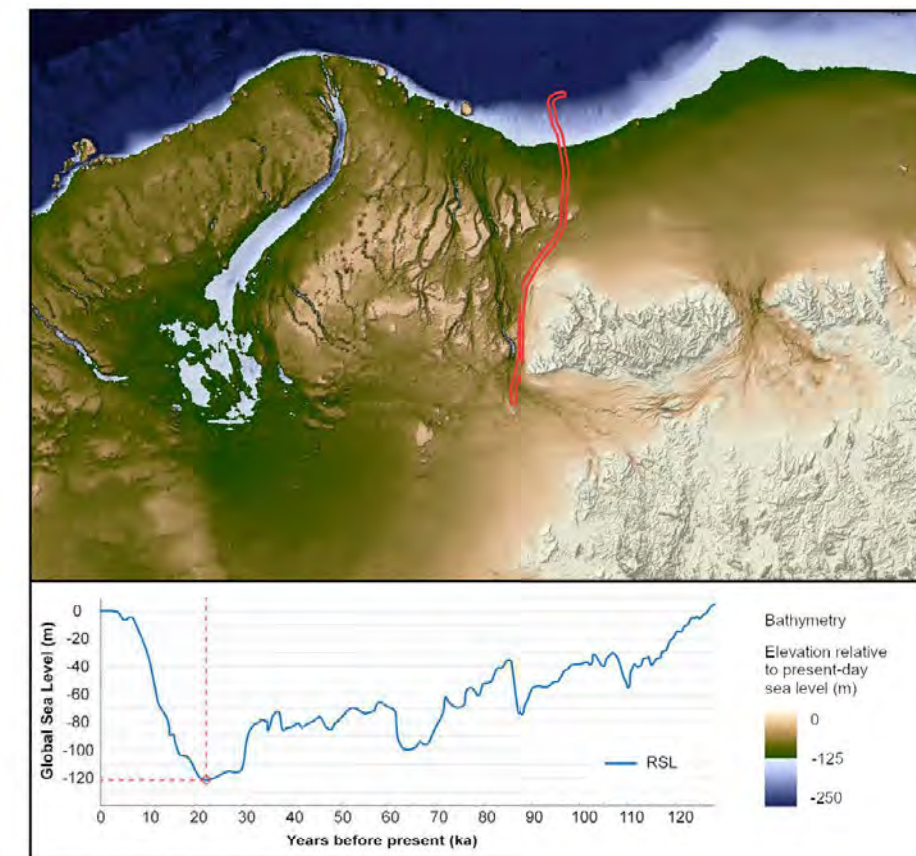 Global Sea Level (m)
0
-20
-40
-60
-80
-100
-120
0 10 20 30 40 50 60 70 80 90 100 110 120
Years before present (ka)
RSL
Bathymetry
Elevation relative
to present-day
sea level (m)
0
-125
-250